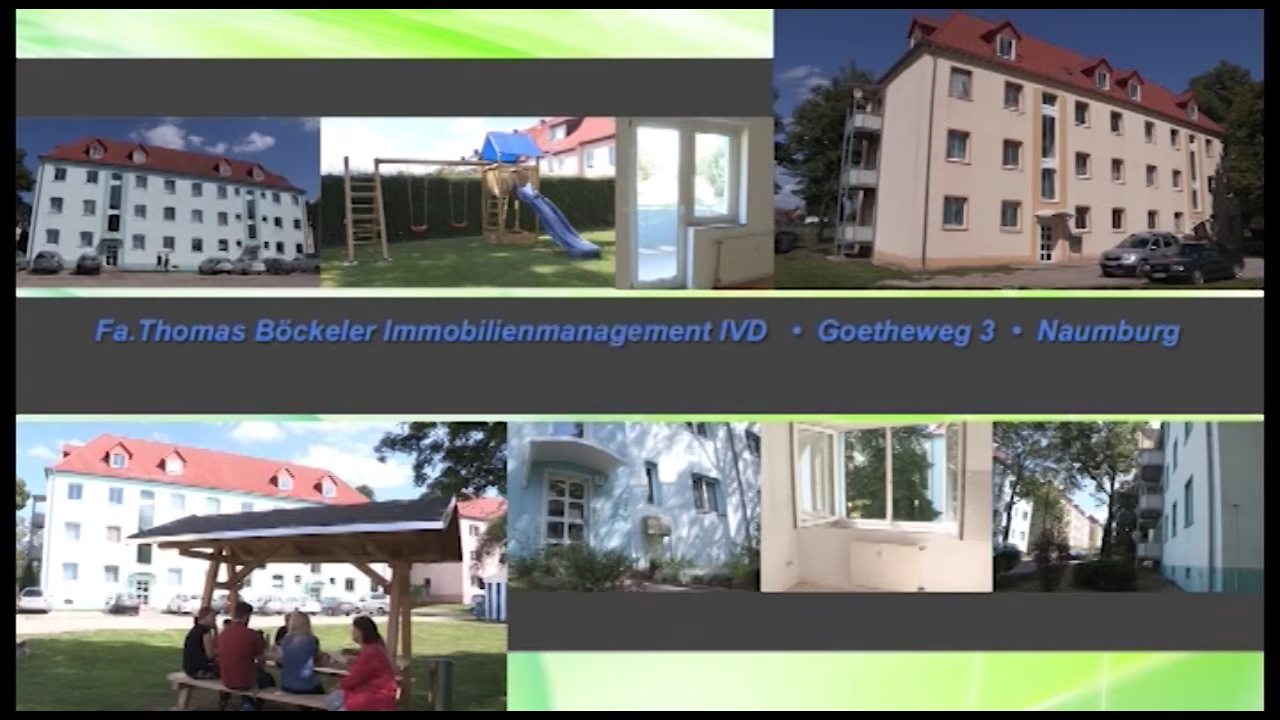 Fa.Thomas Böckeler Immobilienmanagement IVD • Goetheweg 3 • Naumburg